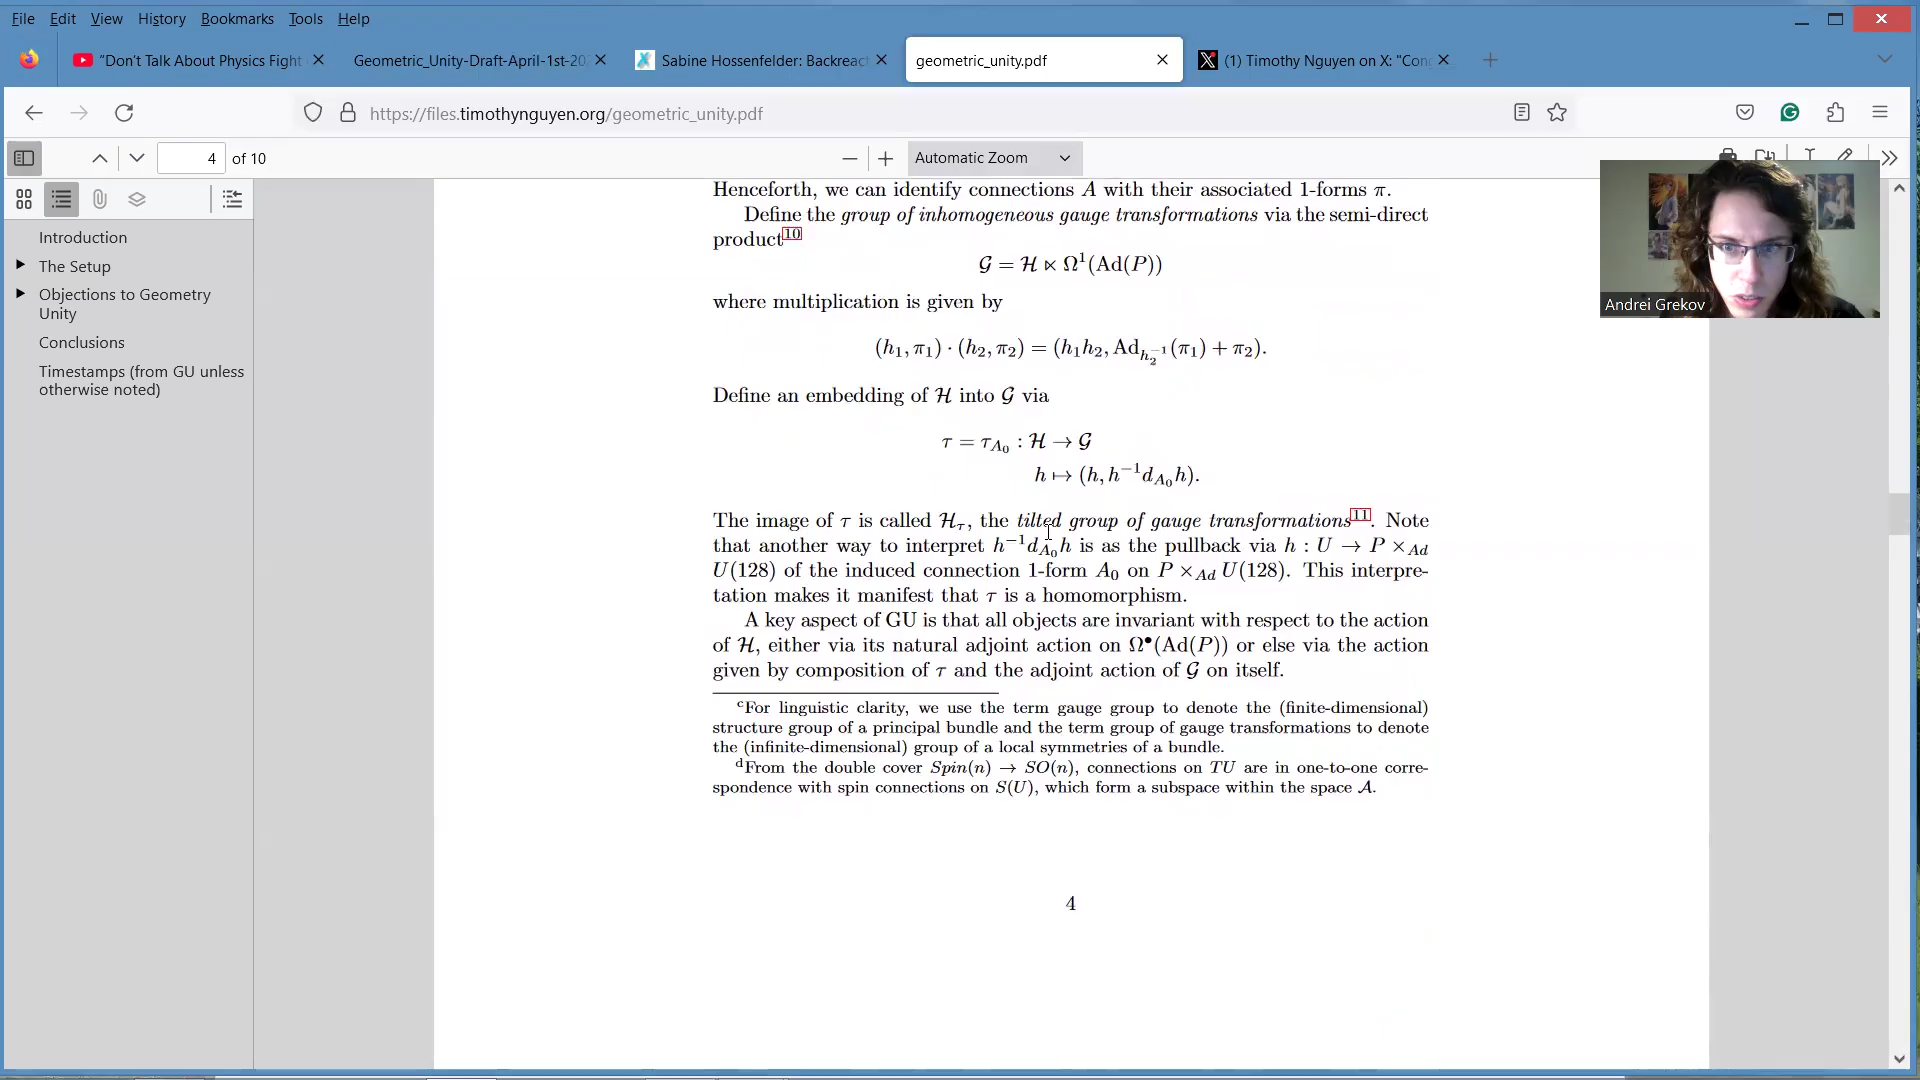 File Edit View History Bookmarks Tools Help
"Don't Talk About Physics Fight
Geometric_Unity-Draft-April-1st-202
Sabine Hossenfelder: Backreac
geometric_unity.pdf
(1) Timothy Nguyen on X: "Con
https://files.timothynguyen.org/geometric_unity.pdf
4 of 10
Automatic Zoom
Introduction
The Setup
Objections to Geometry
Unity
Conclusions
Timestamps (from GU unless
otherwise noted)
Andrei Grekov
Henceforth, we can identify connections A with their associated 1-forms π.
Define the group of inhomogeneous gauge transformations via the semi-direct
product¹⁰
𝒢 = ℋ ⋉ Ω¹(Ad(P))
where multiplication is given by
(h₁, π₁) · (h₂, π₂) = (h₁h₂, Ad_{h₂⁻¹}(π₁) + π₂).
Define an embedding of ℋ into 𝒢 via
τ = τ_{A₀} : ℋ → 𝒢
h ↦ (h, h⁻¹d_{A₀}h).
The image of τ is called ℋ_τ, the tilted group of gauge transformations¹¹. Note
that another way to interpret h⁻¹d_{A₀}h is as the pullback via h : U → P ×_{Ad}
U(128) of the induced connection 1-form A₀ on P ×_{Ad} U(128). This interpre-
tation makes it manifest that τ is a homomorphism.
A key aspect of GU is that all objects are invariant with respect to the action
of ℋ, either via its natural adjoint action on Ω•(Ad(P)) or else via the action
given by composition of τ and the adjoint action of 𝒢 on itself.
ᶜFor linguistic clarity, we use the term gauge group to denote the (finite-dimensional)
structure group of a principal bundle and the term group of gauge transformations to denote
the (infinite-dimensional) group of a local symmetries of a bundle.
ᵈFrom the double cover Spin(n) → SO(n), connections on TU are in one-to-one corre-
spondence with spin connections on S(U), which form a subspace within the space 𝒜.
4